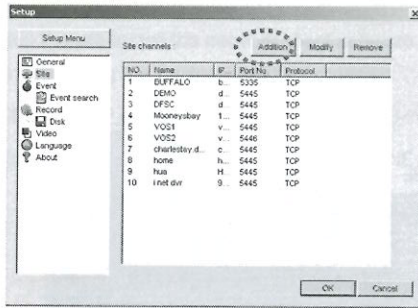 Setup
Setup Menu
General
Site
Event
Event search
Record
Disk
Video
Language
About
Site channels :
Addition Modify Remove
NO. Name IP Port No Protocol
1 BUFFALO b... 5335 TCP
2 DEMO d... 5445 TCP
3 DFSC d... 5445 TCP
4 Mooneysbay 1... 5445 TCP
5 VOS1 v... 5445 TCP
6 VOS2 v... 5446 TCP
7 charlestay.d... c... 5445 TCP
8 home h... 5445 TCP
9 hua H... 5445 TCP
10 i net dvr 9... 5445 TCP
OK Cancel